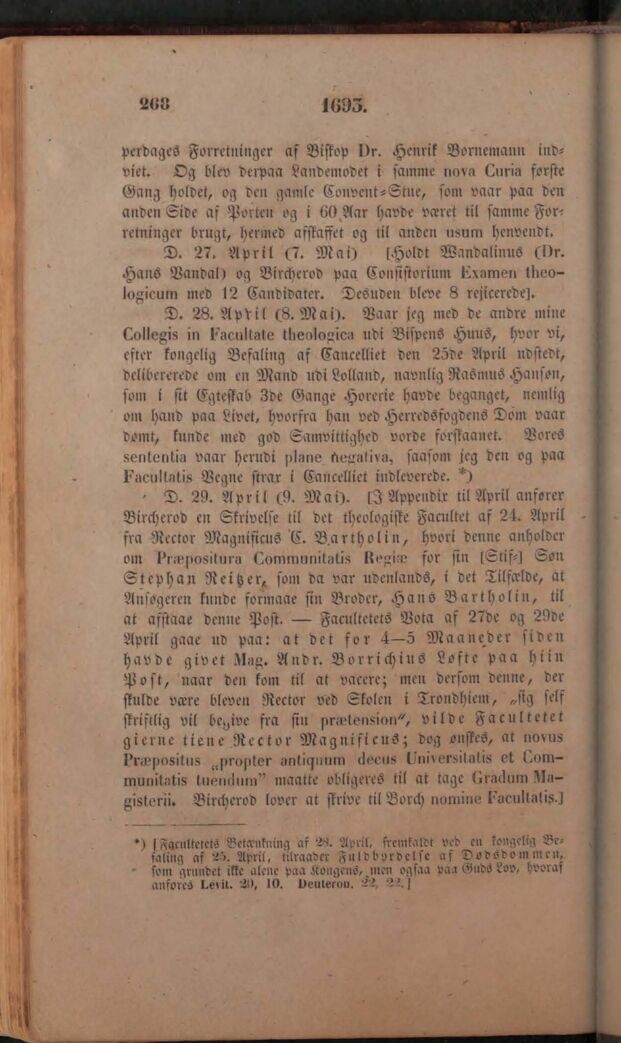 268 1693.
perdages Forretninger af Biskop Dr. Henrik Bornemann ind-
viet. Og blev derpaa Landemodet i samme nova Curia første
Gang holdet, og den gamle Convent-Stue, som vaar paa den
anden Side af Porten og i 60 Aar havde været til samme For-
retninger brugt, hermed afskaffet og til anden usum henvendt.
D. 27. April (7. Mai) [Holdt Wandalinus (Dr.
Hans Vandal) og Bircherod paa Consistorium Examen theo-
logicum med 12 Candidater. Desuden bleve 8 rejicerede].
D. 28. April (8. Mai). Vaar jeg med de andre mine
Collegis in Facultate theologica udi Bispens Huus, hvor vi,
efter kongelig Befaling af Cancelliet den 25de April udstedt,
delibererede om en Mand udi Lolland, navnlig Rasmus Hansøn,
som i sit Egteskab 3de Gange Horerie havde beganget, nemlig
om hand paa Livet, hvorfra han ved Herredsfogdens Dom vaar
dømt, kunde med god Samvittighed vorde forskaanet. Vores
sententia vaar herudi plane negativa, saasom jeg den og paa
Facultatis Vegne strax i Cancelliet indleverede. *)
D. 29. April (9. Mai). [I Appendix til April anfører
Bircherod en Skrivelse til det theologiske Facultet af 24. April
fra Rector Magnificus C. Bartholin, hvori denne anholder
om Præpositura Communitatis Regiæ for sin [Stif-] Søn
Stephan Reitzer, som da var udenlands, i det Tilfælde, at
Ansøgeren kunde formaae sin Broder, Hans Bartholin, til
at afstaae denne Post. — Facultetets Vota af 27de og 29de
April gaae ud paa: at det for 4—5 Maaneder siden
havde givet Mag. Andr. Borrichius Løfte paa hiin
Post, naar den kom til at vacere; men dersom denne, der
skulde være bleven Rector ved Skolen i Trondhiem, „sig self
skriftlig vil begive fra sin prætension", vilde Facultetet
gierne tiene Rector Magnificus; dog ønskes, at novus
Præpositus „propter antiquum decus Universitatis et Com-
munitatis tuendum" maatte obligeres til at tage Gradum Ma-
gisterii. Bircherod lover at skrive til Borch nomine Facultatis.]
*) [Facultetets Betænkning af 28. April, fremkaldt ved en kongelig Be-
faling af 25. April, tilraader Fuldbyrdelse af Dødsdommen,
som grundet ikke alene paa Kongens, men ogsaa paa Guds Lov, hvoraf
anføres Levit. 20, 10. Deuteron. 22, 22.]